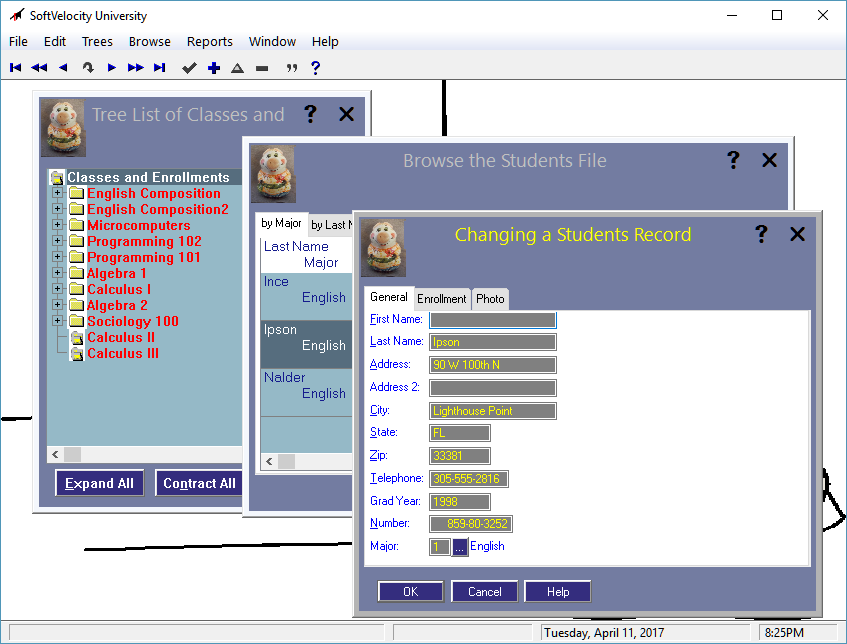 SoftVelocity University
File Edit Trees Browse Reports Window Help
Tree List of Classes and
Classes and Enrollments
English Composition
English Composition2
Microcomputers
Programming 102
Programming 101
Algebra 1
Calculus I
Algebra 2
Sociology 100
Calculus II
Calculus III
Expand All Contract All
Browse the Students File
by Major by Last N
Last Name
Major
Ince
English
Ipson
English
Nalder
English
Changing a Students Record
General Enrollment Photo
First Name:
Last Name: Ipson
Address: 90 W 100th N
Address 2:
City: Lighthouse Point
State: FL
Zip: 33381
Telephone: 305-555-2816
Grad Year: 1998
Number: 859-80-3252
Major: 1 ... English
OK Cancel Help
Tuesday, April 11, 2017 8:25PM